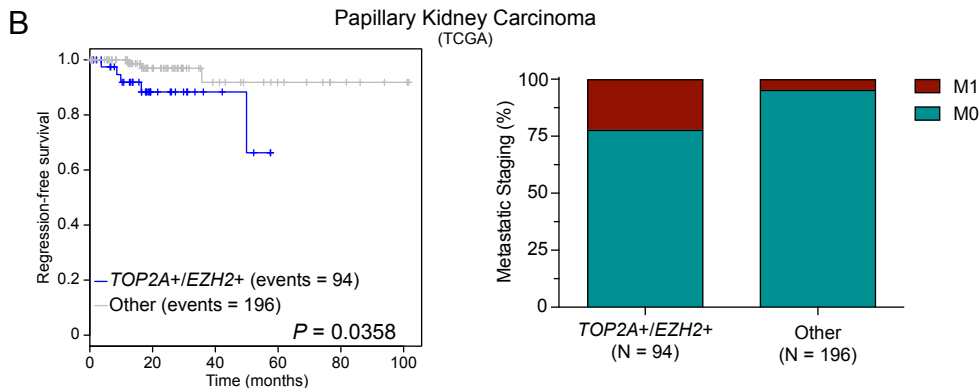 B
Papillary Kidney Carcinoma
(TCGA)
Regression-free survival
1.0
0.8
0.6
0.4
0.2
0
TOP2A+/EZH2+ (events = 94)
Other (events = 196)
P = 0.0358
0 20 40 60 80 100
Time (months)
Metastatic Staging (%)
100
75
50
25
0
TOP2A+/EZH2+
(N = 94)
Other
(N = 196)
M1
M0